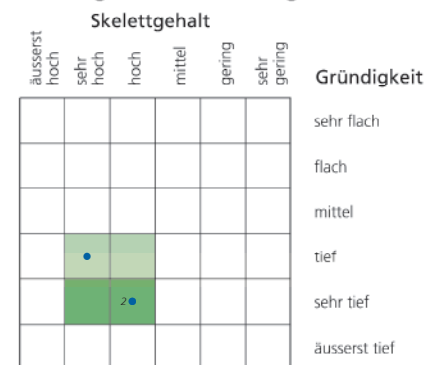 Skelettgehalt
äusserst
hoch
sehr
hoch
hoch
mittel
gering
sehr
gering
Gründigkeit
sehr flach
flach
mittel
tief
2
sehr tief
äusserst tief